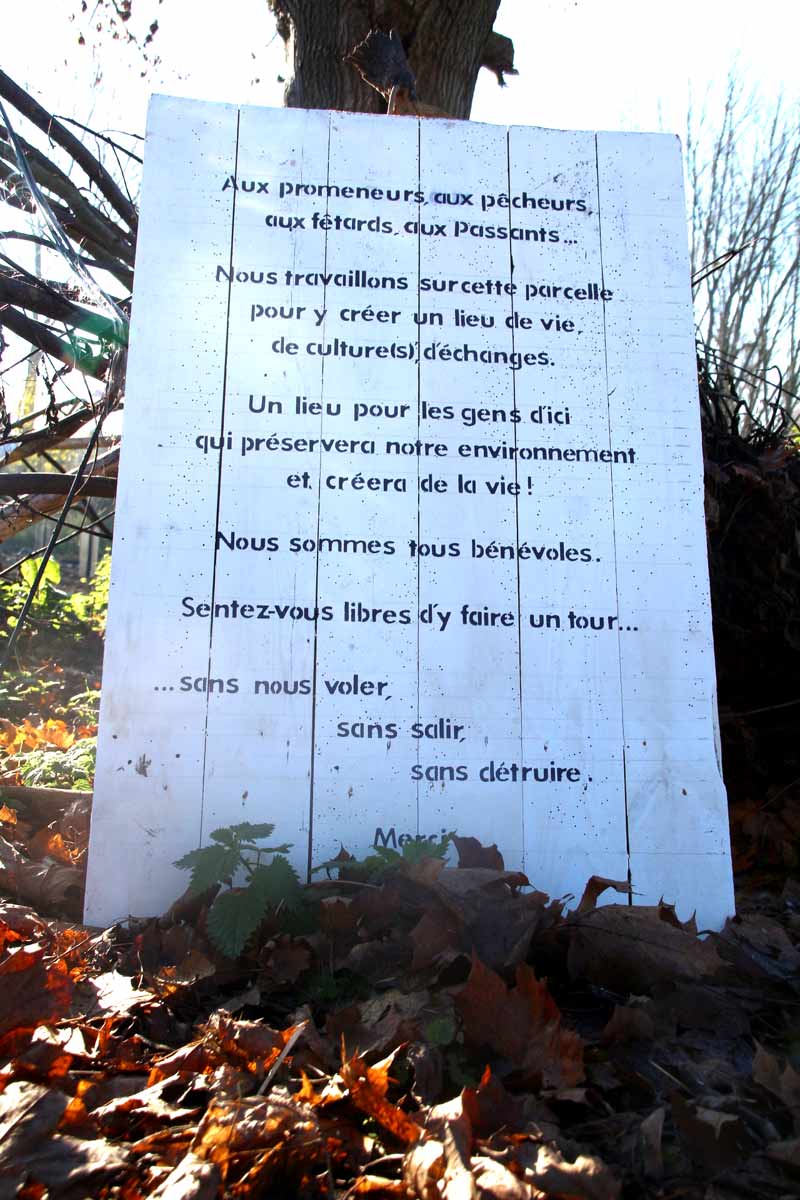 Aux promeneurs, aux pêcheurs,
aux fêtards, aux Passants...
Nous travaillons sur cette parcelle
pour y créer un lieu de vie,
de culture(s), d'échanges.
Un lieu pour les gens d'ici
qui préservera notre environnement
et créera de la vie !
Nous sommes tous bénévoles.
Sentez-vous libres d'y faire un tour...
...sans nous voler,
sans salir,
sans détruire.
Merci